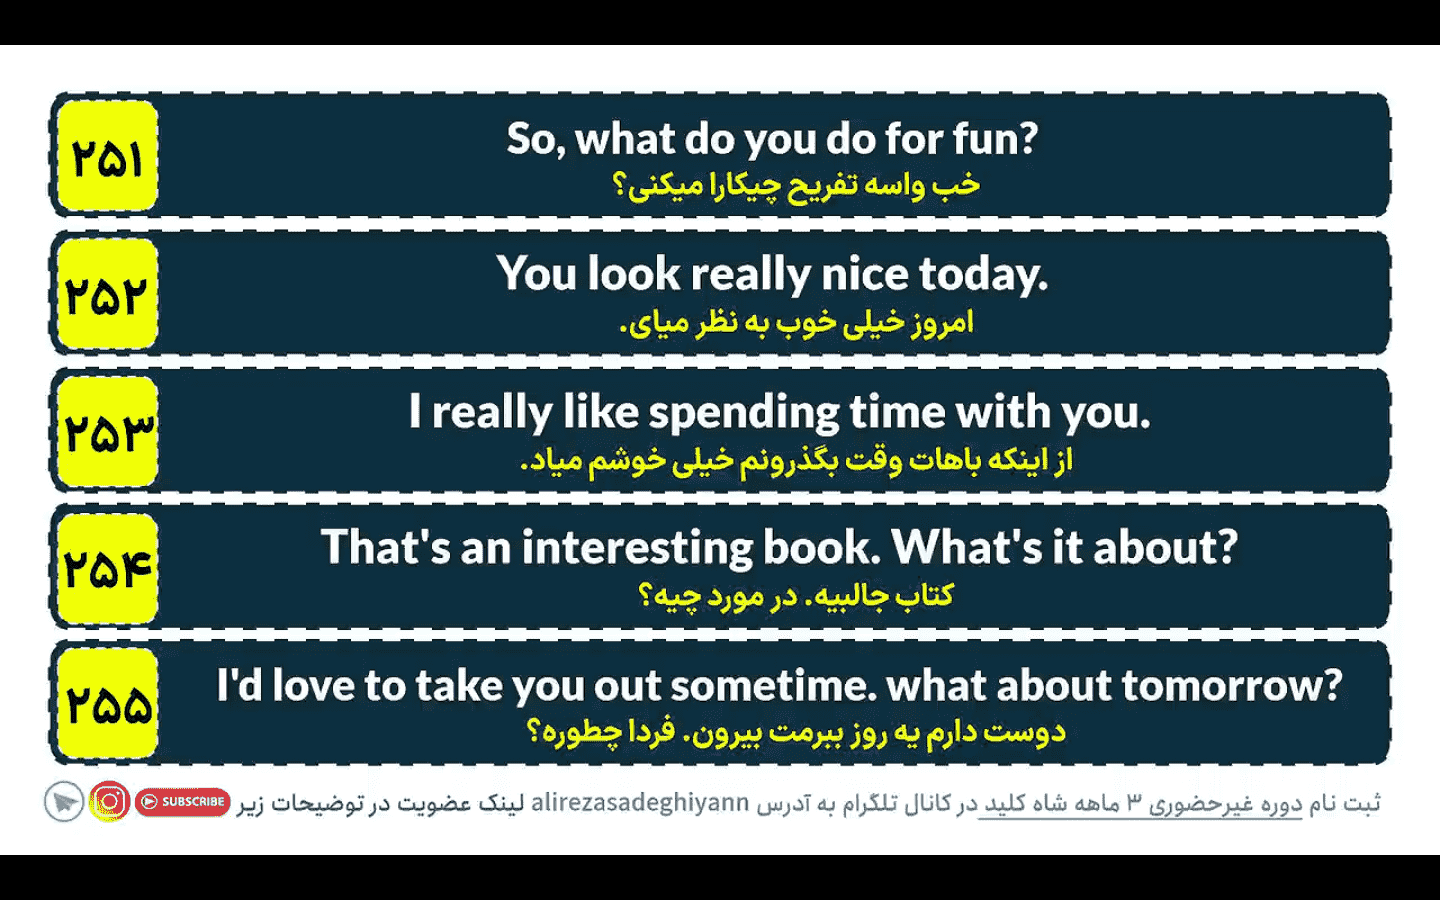 ۲۵۱
So, what do you do for fun?
خب واسه تفریح چیکارا میکنی؟
۲۵۲
You look really nice today.
امروز خیلی خوب به نظر میای.
۲۵۳
I really like spending time with you.
از اینکه باهات وقت بگذرونم خیلی خوشم میاد.
۲۵۴
That's an interesting book. What's it about?
کتاب جالبیه. در مورد چیه؟
۲۵۵
I'd love to take you out sometime. what about tomorrow?
دوست دارم یه روز ببرمت بیرون. فردا چطوره؟
ثبت نام دوره غیرحضوری ۳ ماهه شاه کلید در کانال تلگرام به آدرس alirezasadeghiyann لینک عضویت در توضیحات زیر SUBSCRIBE